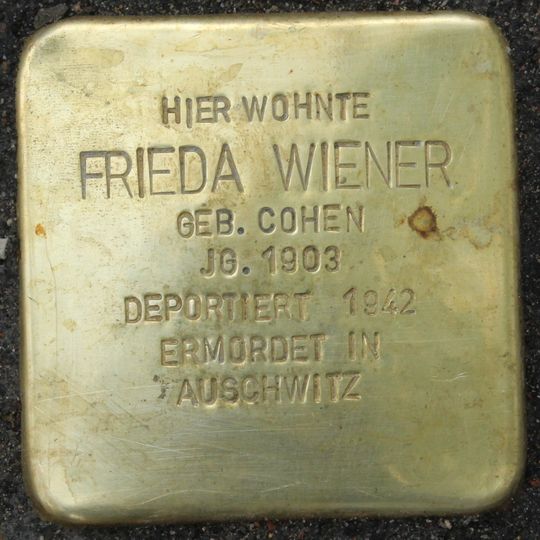 HIER WOHNTE
FRIEDA WIENER
GEB. COHEN
JG. 1903
DEPORTIERT 1942
ERMORDET IN
AUSCHWITZ